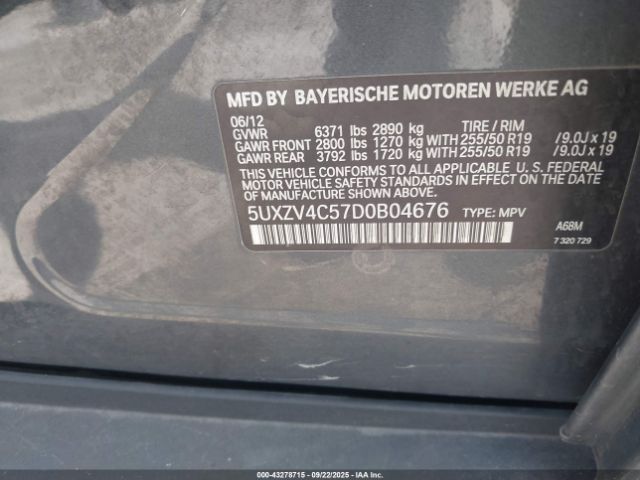 MFD BY BAYERISCHE MOTOREN WERKE AG
06/12
GVWR 6371 lbs 2890 kg TIRE / RIM
GAWR FRONT 2800 lbs 1270 kg WITH 255/50 R19 /9.0J x 19
GAWR REAR 3792 lbs 1720 kg WITH 255/50 R19 /9.0J x 19
THIS VEHICLE CONFORMS TO ALL APPLICABLE U. S. FEDERAL
MOTOR VEHICLE SAFETY STANDARDS IN EFFECT ON THE DATE
OF MANUFACTURE SHOWN ABOVE.
5UXZV4C57D0B04676 TYPE: MPV
A68M
7 320 729
000-43278715 - 09/22/2025 - COPYRIGHT IAA, Inc.